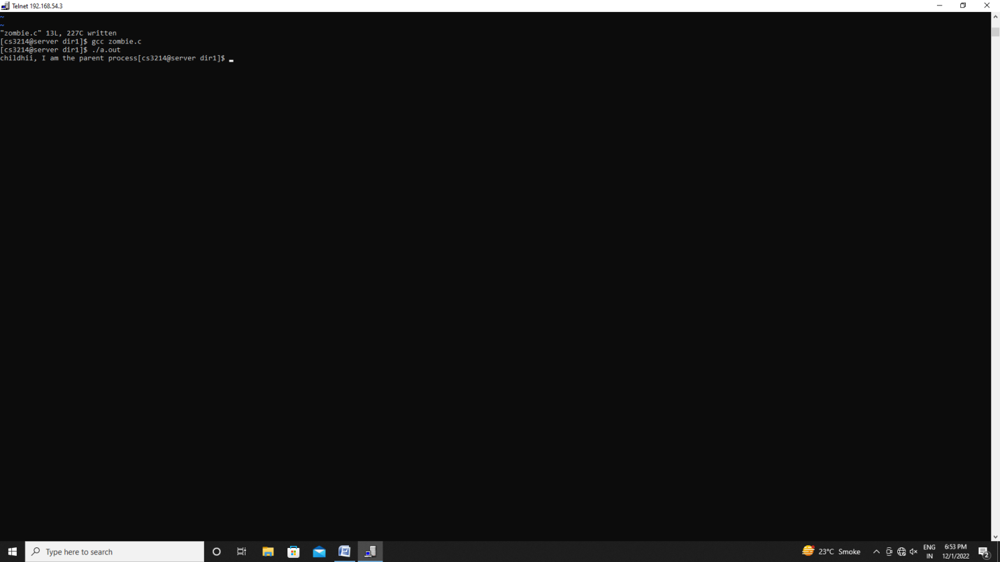 Telnet 192.168.54.3
~
~
"zombie.c" 13L, 227C written
[cs3214@server dir1]$ gcc zombie.c
[cs3214@server dir1]$ ./a.out
childhii, I am the parent process[cs3214@server dir1]$
Type here to search
23°C Smoke
ENG
IN
6:53 PM
12/1/2022
2